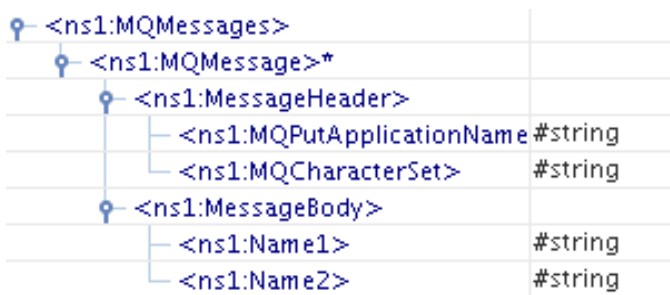 <ns1:MQMessages>
<ns1:MQMessage>*
<ns1:MessageHeader>
<ns1:MQPutApplicationName #string
<ns1:MQCharacterSet> #string
<ns1:MessageBody>
<ns1:Name1> #string
<ns1:Name2> #string